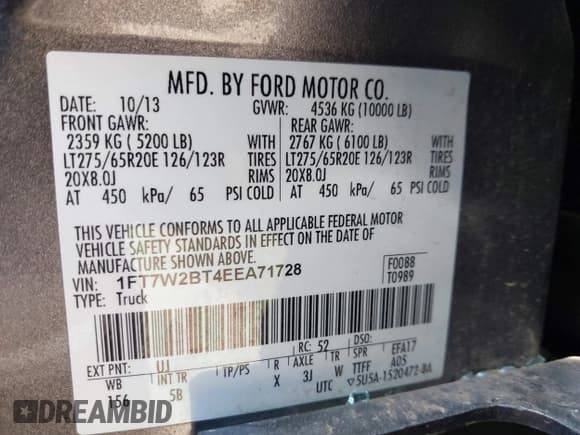 MFD. BY FORD MOTOR CO.
DATE: 10/13 GVWR: 4536 KG (10000 LB)
FRONT GAWR: REAR GAWR:
2359 KG ( 5200 LB) WITH 2767 KG ( 6100 LB) WITH
LT275/65R20E 126/123R TIRES LT275/65R20E 126/123R TIRES
20X8.0J RIMS 20X8.0J RIMS
AT 450 kPa/ 65 PSI COLD AT 450 kPa/ 65 PSI COLD
THIS VEHICLE CONFORMS TO ALL APPLICABLE FEDERAL MOTOR
VEHICLE SAFETY STANDARDS IN EFFECT ON THE DATE OF
MANUFACTURE SHOWN ABOVE.
VIN: 1FT7W2BT4EEA71728 F0088
TYPE: Truck T0989
EXT PNT: UJ RC: 52 DSO:
WB INT TR TP/PS R AXLE TR SPR EFA17
156 5B X 3J W TTFF A05
UTC ▽5U5A-1520472-BA
DREAMBID